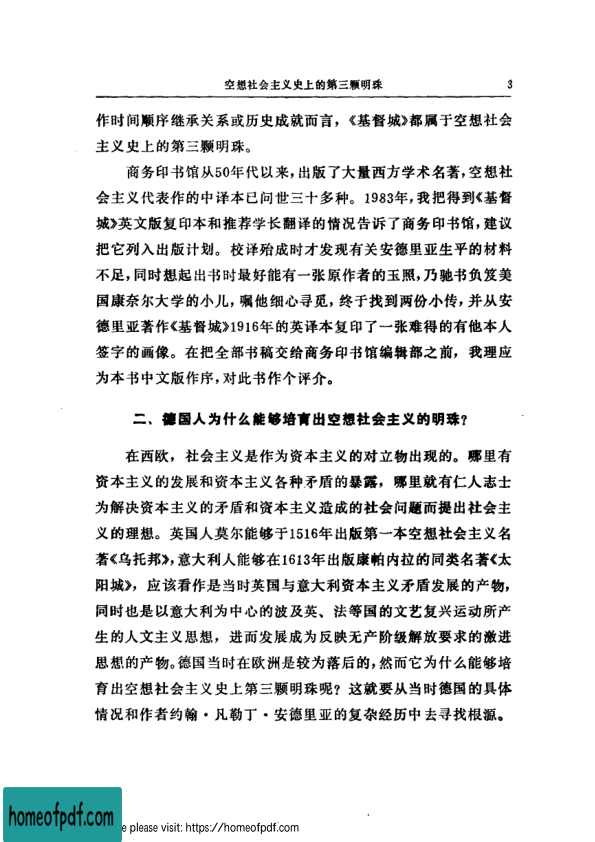 空想社会主义史上的第三颗明珠 3
作时间顺序继承关系或历史成就而言，《基督城》都属于空想社会
主义史上的第三颗明珠。
商务印书馆从50年代以来，出版了大量西方学术名著，空想社
会主义代表作的中译本已问世三十多种。1983年，我把得到《基督
城》英文版复印本和推荐学长翻译的情况告诉了商务印书馆，建议
把它列入出版计划。校译殆成时才发现有关安德里亚生平的材料
不足，同时想起出书时最好能有一张原作者的玉照，乃驰书负笈美
国康奈尔大学的小儿，嘱他细心寻觅，终于找到两份小传，并从安
德里亚著作《基督城》1916年的英译本复印了一张难得的有他本人
签字的画像。在把全部书稿交给商务印书馆编辑部之前，我理应
为本书中文版作序，对此书作个评介。
二、德国人为什么能够培育出空想社会主义的明珠？
在西欧，社会主义是作为资本主义的对立物出现的。哪里有
资本主义的发展和资本主义各种矛盾的暴露，哪里就有仁人志士
为解决资本主义的矛盾和资本主义造成的社会问题而提出社会主
义的理想。英国人莫尔能够于1516年出版第一本空想社会主义名
著《乌托邦》，意大利人能够在1613年出版康帕内拉的同类名著《太
阳城》，应该看作是当时英国与意大利资本主义矛盾发展的产物，
同时也是以意大利为中心的波及英、法等国的文艺复兴运动所产
生的人文主义思想，进而发展成为反映无产阶级解放要求的激进
思想的产物。德国当时在欧洲是较为落后的，然而它为什么能够培
育出空想社会主义史上第三颗明珠呢？这就要从当时德国的具体
情况和作者约翰·凡勒丁·安德里亚的复杂经历中去寻找根源。
homeofpdf.com
e please visit: https://homeofpdf.com